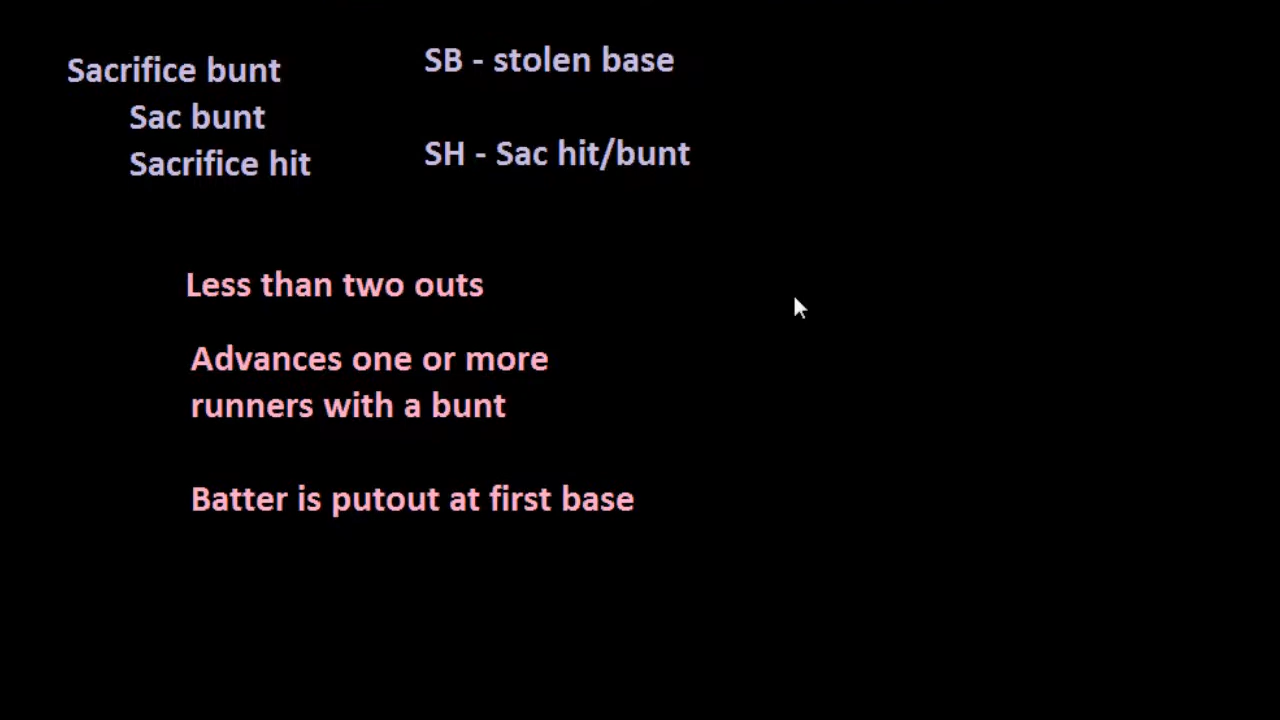 Sacrifice bunt
Sac bunt
Sacrifice hit
SB - stolen base
SH - Sac hit/bunt
Less than two outs
Advances one or more
runners with a bunt
Batter is putout at first base